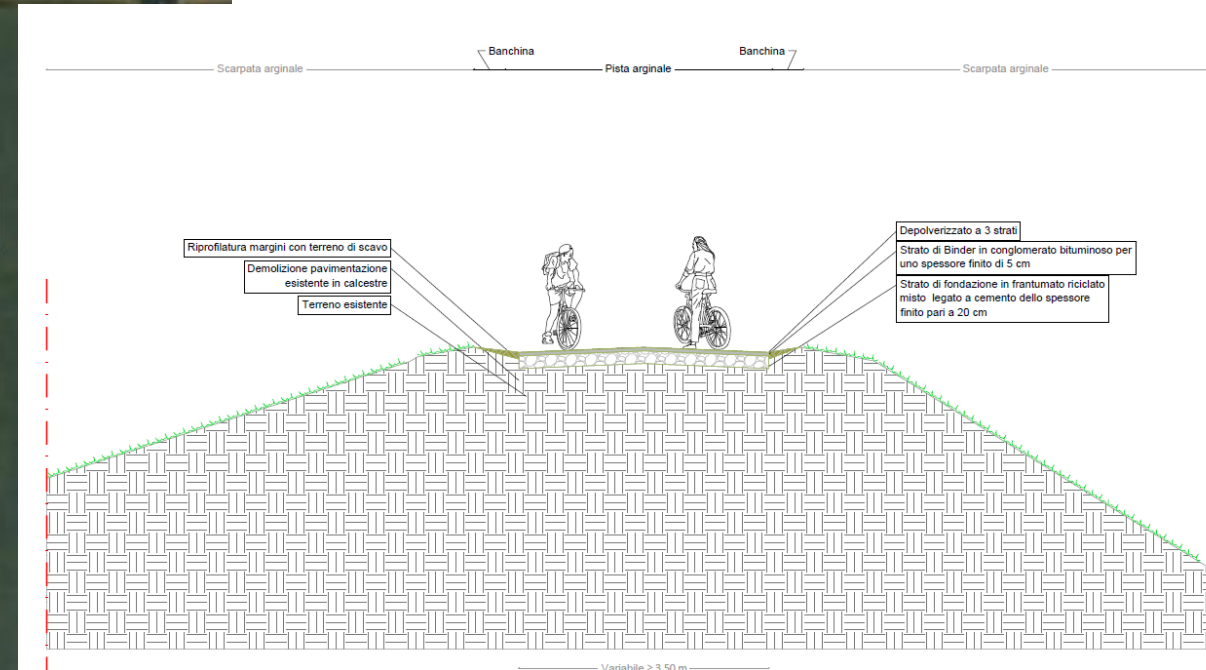 Banchina
Banchina
Scarpata arginale
Pista arginale
Scarpata arginale
Riprofilatura margini con terreno di scavo
Demolizione pavimentazione
esistente in calcestre
Terreno esistente
Depolverizzato a 3 strati
Strato di Binder in conglomerato bituminoso per
uno spessore finito di 5 cm
Strato di fondazione in frantumato riciclato
misto legato a cemento dello spessore
finito pari a 20 cm
Variabile ≥ 3.50 m